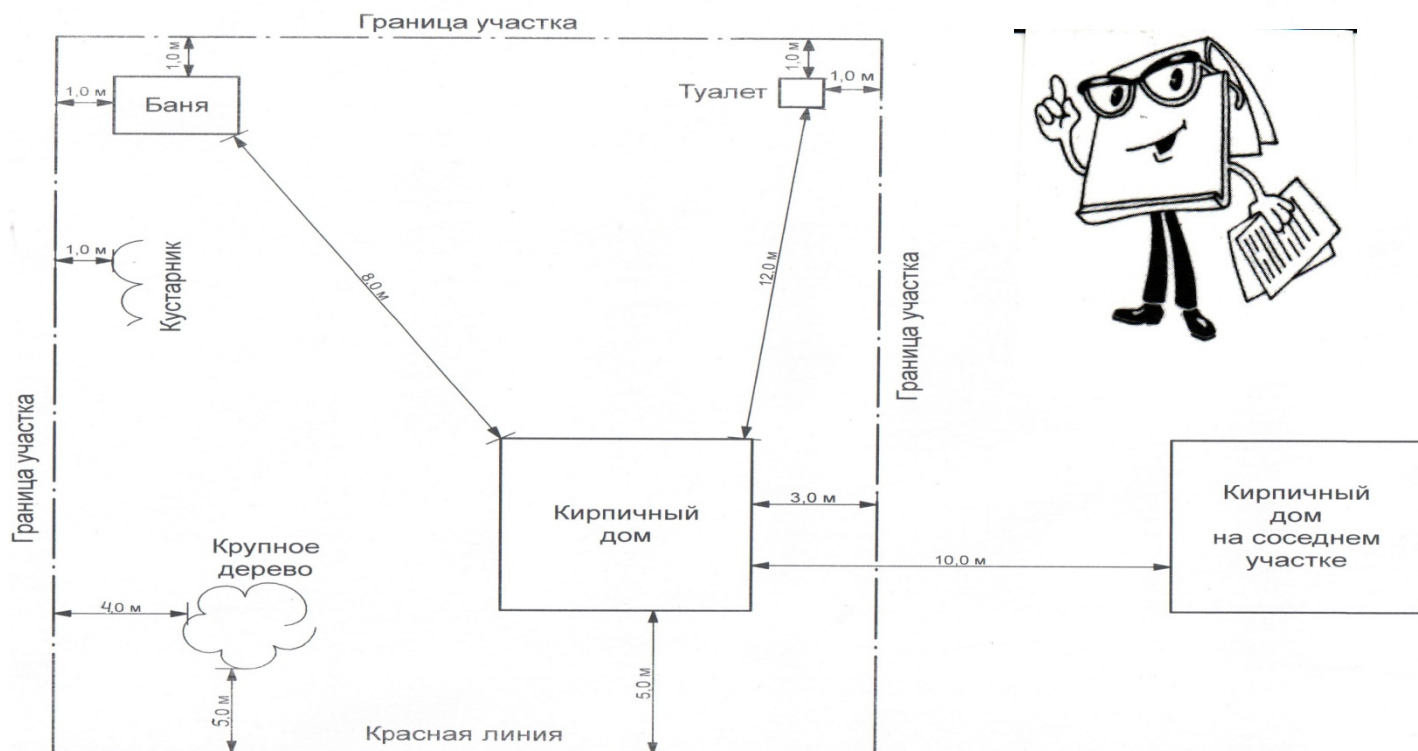 Граница участка
1,0 м
1,0 м
1,0 м
Баня
Туалет
1,0 м
1,0 м
Кустарник
8,0 м
12,0 м
Граница участка
Граница участка
Кирпичный
дом
3,0 м
10,0 м
Кирпичный
дом
на соседнем
участке
Крупное
дерево
4,0 м
5,0 м
5,0 м
Красная линия